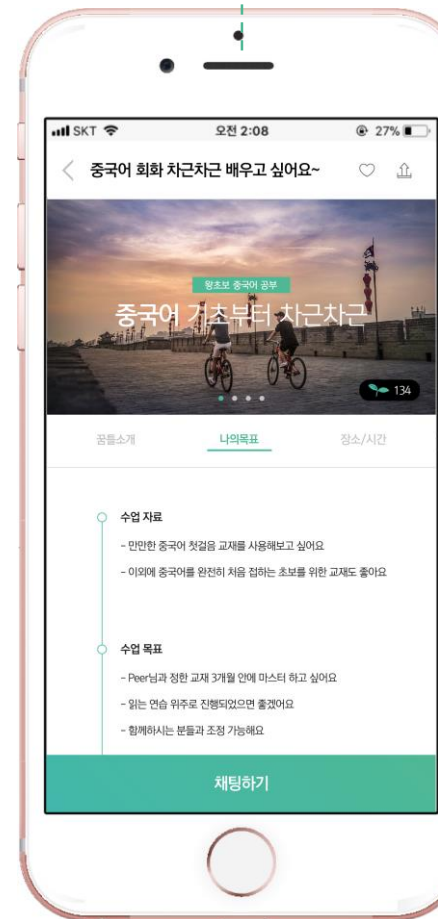 SKT 오전 2:08 27%
중국어 회화 차근차근 배우고 싶어요~
왕초보 중국어 공부
중국어 기초부터 차근차근
134
꿈들소개 나의목표 장소/시간
수업 자료
- 만만한 중국어 첫걸음 교재를 사용해보고 싶어요
- 이외에 중국어를 완전히 처음 접하는 초보를 위한 교재도 좋아요
수업 목표
- Peer님과 정한 교재 3개월 안에 마스터 하고 싶어요
- 읽는 연습 위주로 진행되었으면 좋겠어요
- 함께하시는 분들과 조정 가능해요
채팅하기